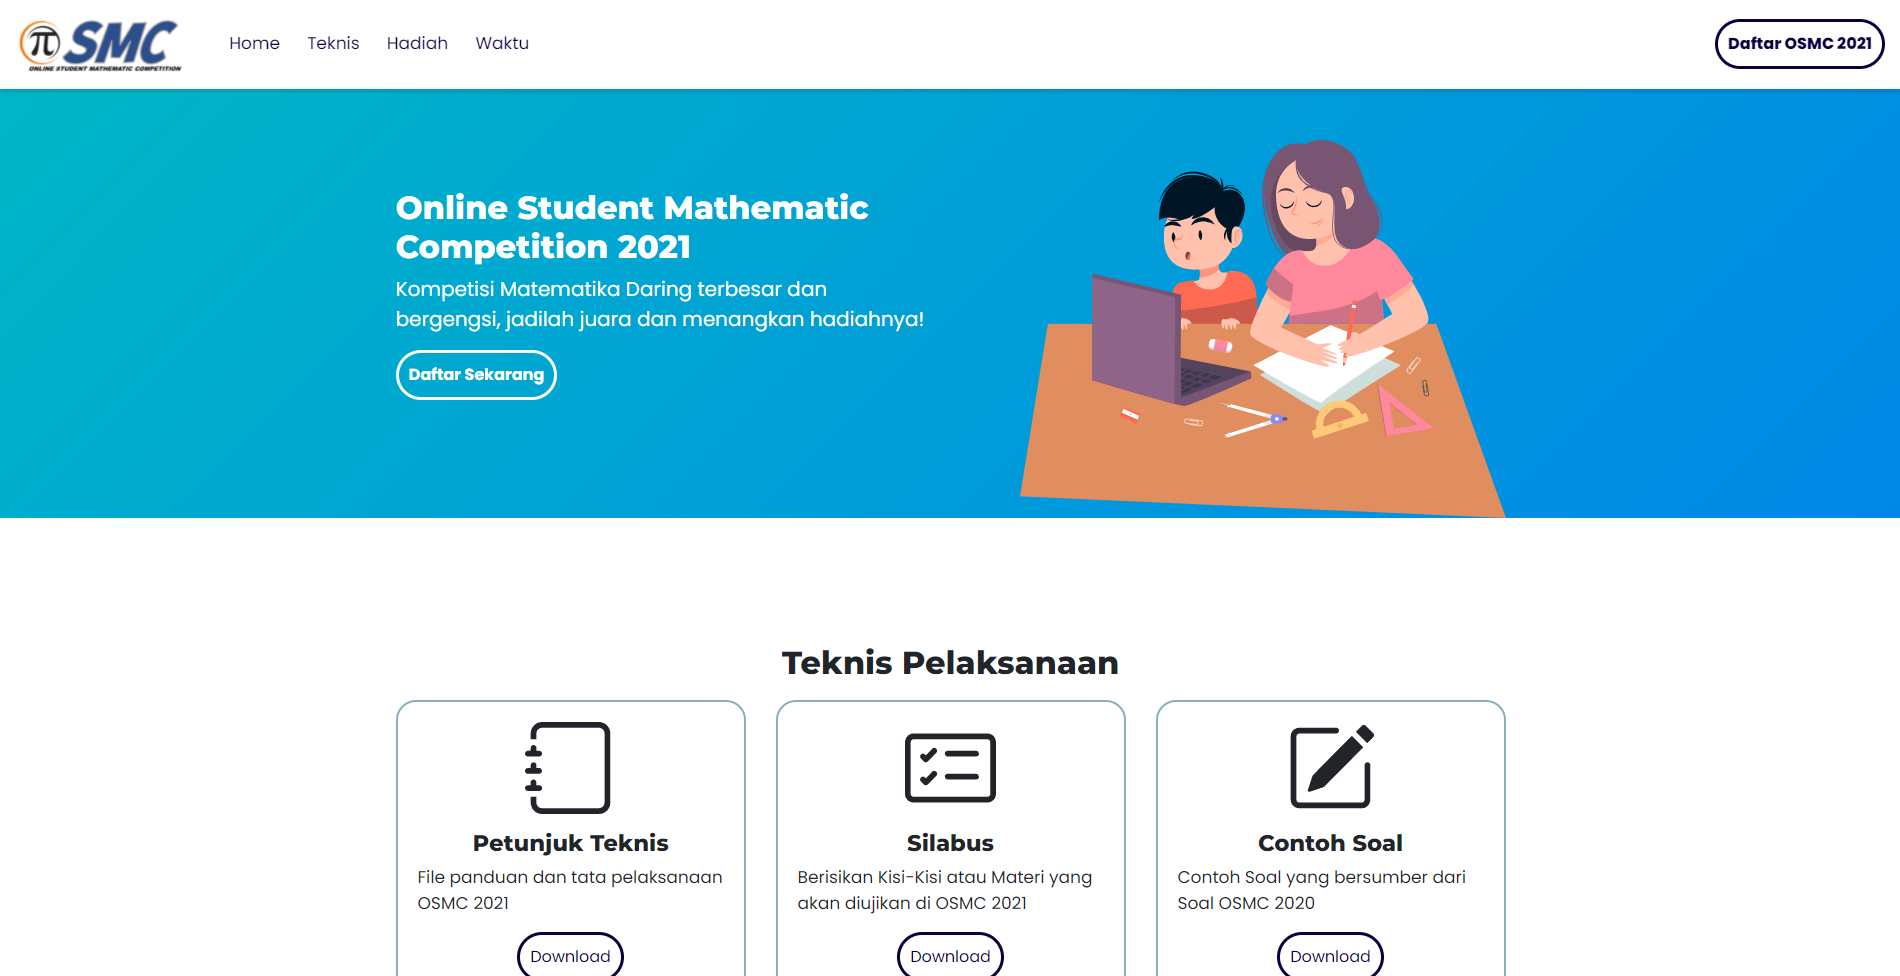 π SMC
ONLINE STUDENT MATHEMATIC COMPETITION
Home
Teknis
Hadiah
Waktu
Daftar OSMC 2021
Online Student Mathematic
Competition 2021
Kompetisi Matematika Daring terbesar dan
bergengsi, jadilah juara dan menangkan hadiahnya!
Daftar Sekarang
Teknis Pelaksanaan
Petunjuk Teknis
File panduan dan tata pelaksanaan
OSMC 2021
Download
Silabus
Berisikan Kisi-Kisi atau Materi yang
akan diujikan di OSMC 2021
Download
Contoh Soal
Contoh Soal yang bersumber dari
Soal OSMC 2020
Download